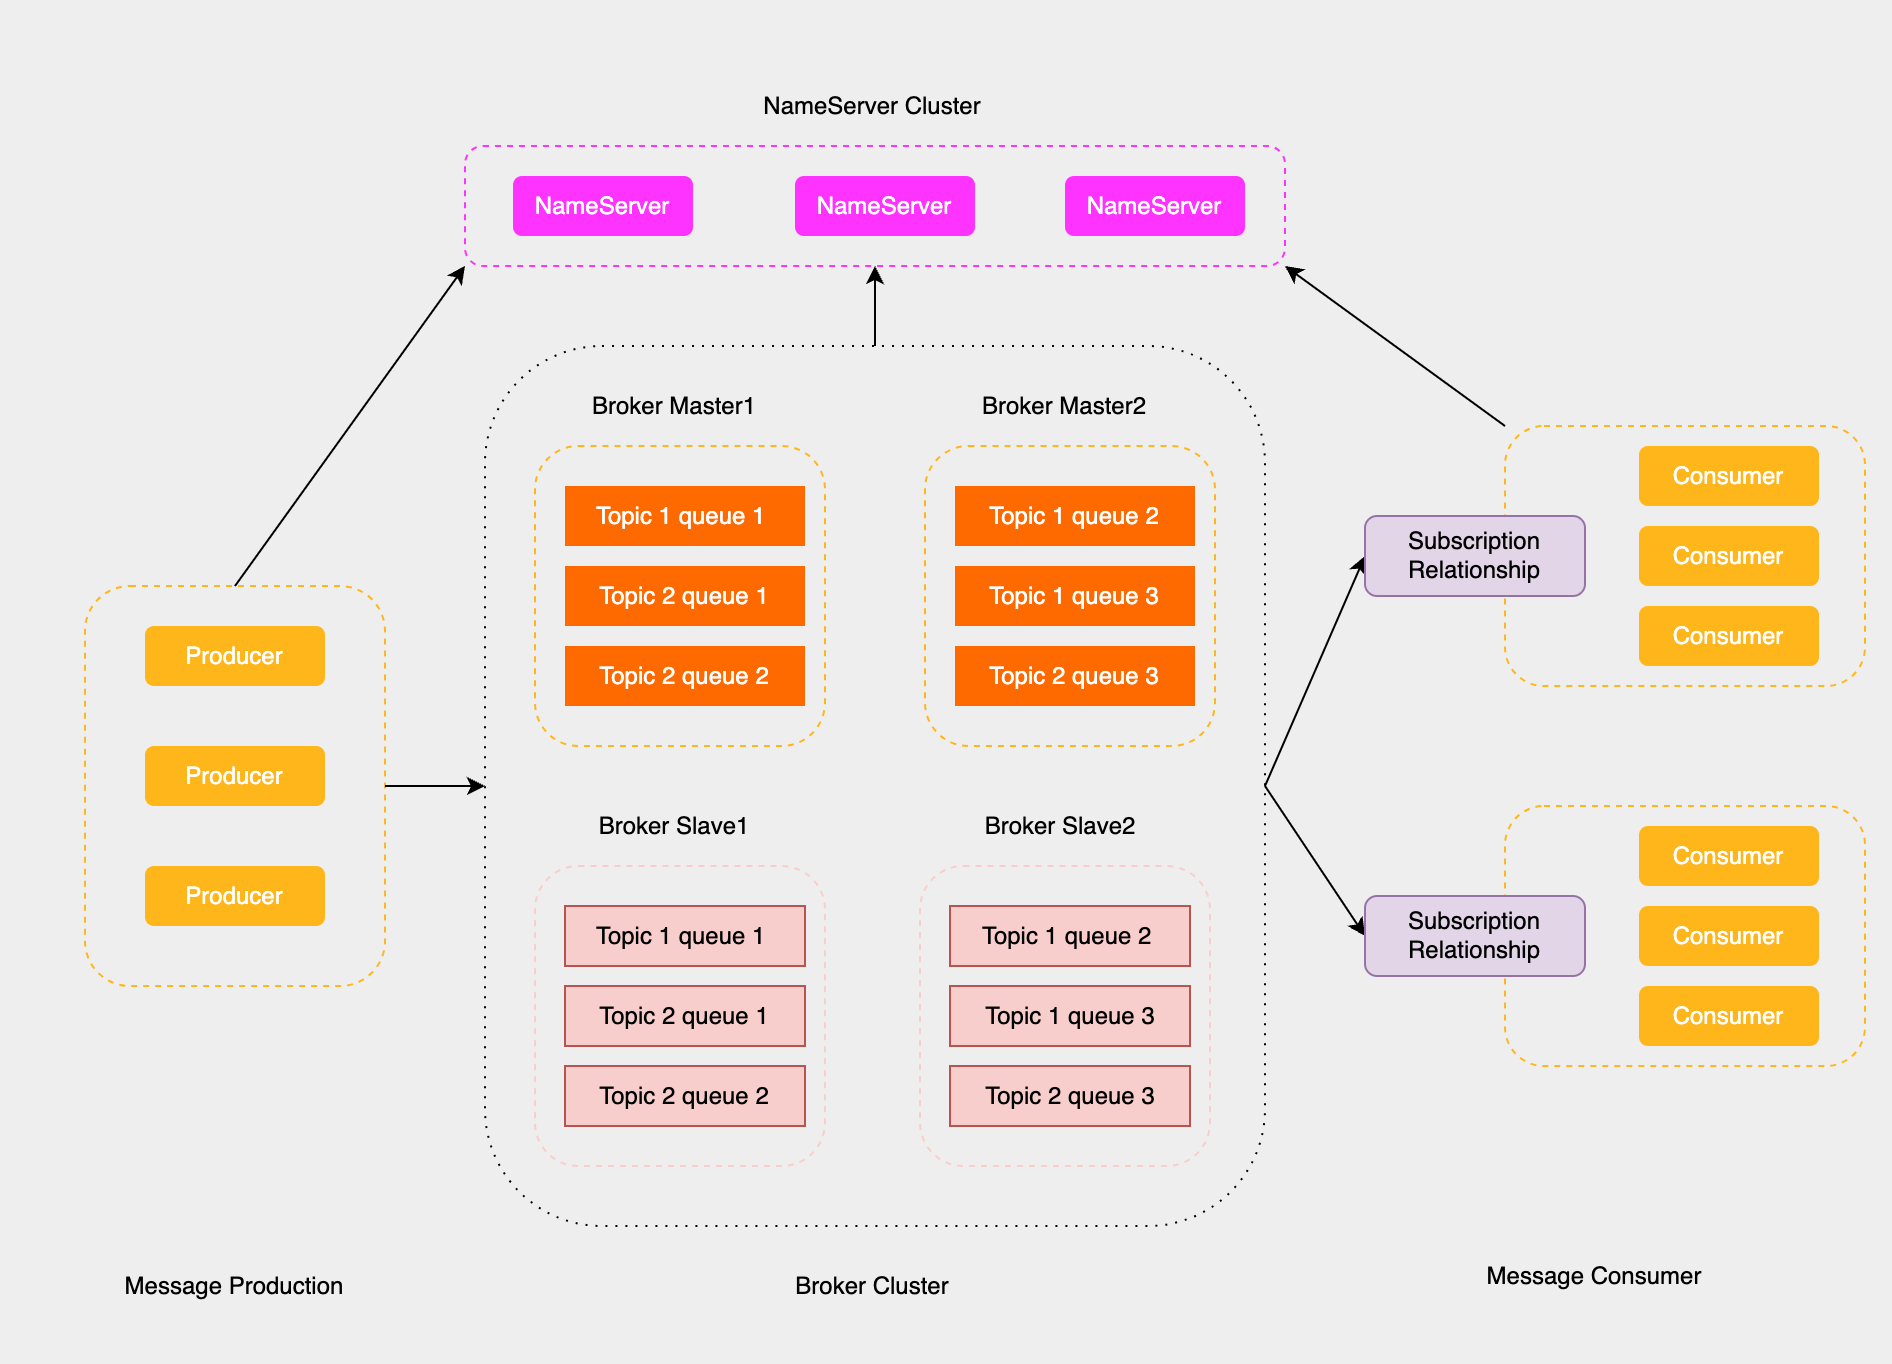 NameServer Cluster
NameServer
NameServer
NameServer
Broker Master1
Topic 1 queue 1
Topic 2 queue 1
Topic 2 queue 2
Broker Master2
Topic 1 queue 2
Topic 1 queue 3
Topic 2 queue 3
Producer
Producer
Producer
Broker Slave1
Topic 1 queue 1
Topic 2 queue 1
Topic 2 queue 2
Broker Slave2
Topic 1 queue 2
Topic 1 queue 3
Topic 2 queue 3
Subscription
Relationship
Consumer
Consumer
Consumer
Subscription
Relationship
Consumer
Consumer
Consumer
Message Production
Broker Cluster
Message Consumer